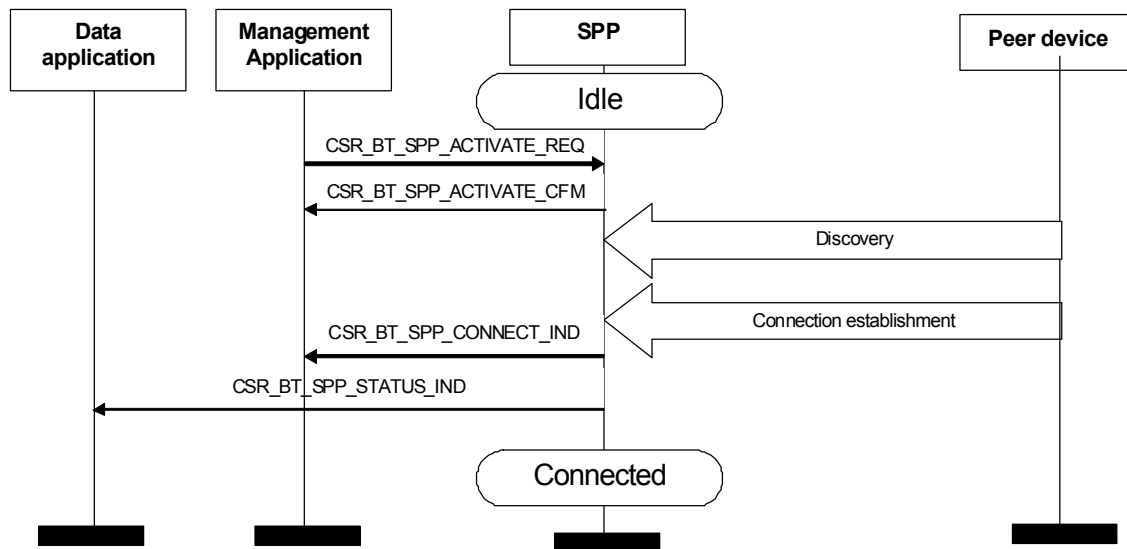 Data
application
Management
Application
SPP
Peer device
Idle
CSR_BT_SPP_ACTIVATE_REQ
CSR_BT_SPP_ACTIVATE_CFM
Discovery
Connection establishment
CSR_BT_SPP_CONNECT_IND
CSR_BT_SPP_STATUS_IND
Connected